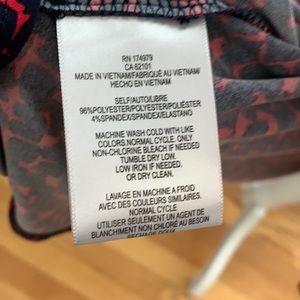 RN 174979
CA 62101
MADE IN VIETNAM/FABRIQUÉ AU VIETNAM/
HECHO EN VIETNAM
SELF/AUTO/LIBRE
96%POLYESTER/POLYESTER/POLIÉSTER
4%SPANDEX/SPANDEX/ELASTANO
MACHINE WASH COLD WITH LIKE
COLORS.NORMAL CYCLE. ONLY
NON-CHLORINE BLEACH IF NEEDED
TUMBLE DRY LOW.
LOW IRON IF NEEDED.
OR DRY CLEAN.
LAVAGE EN MACHINE A FROID
AVEC DE COULEURS SIMILAIRES.
NORMAL CYCLE
UTILISER SEULEMENT UN AGENT DE
BLANCHIMENT NON CHLORÉ AU BESOIN
SECHAGE DOUX